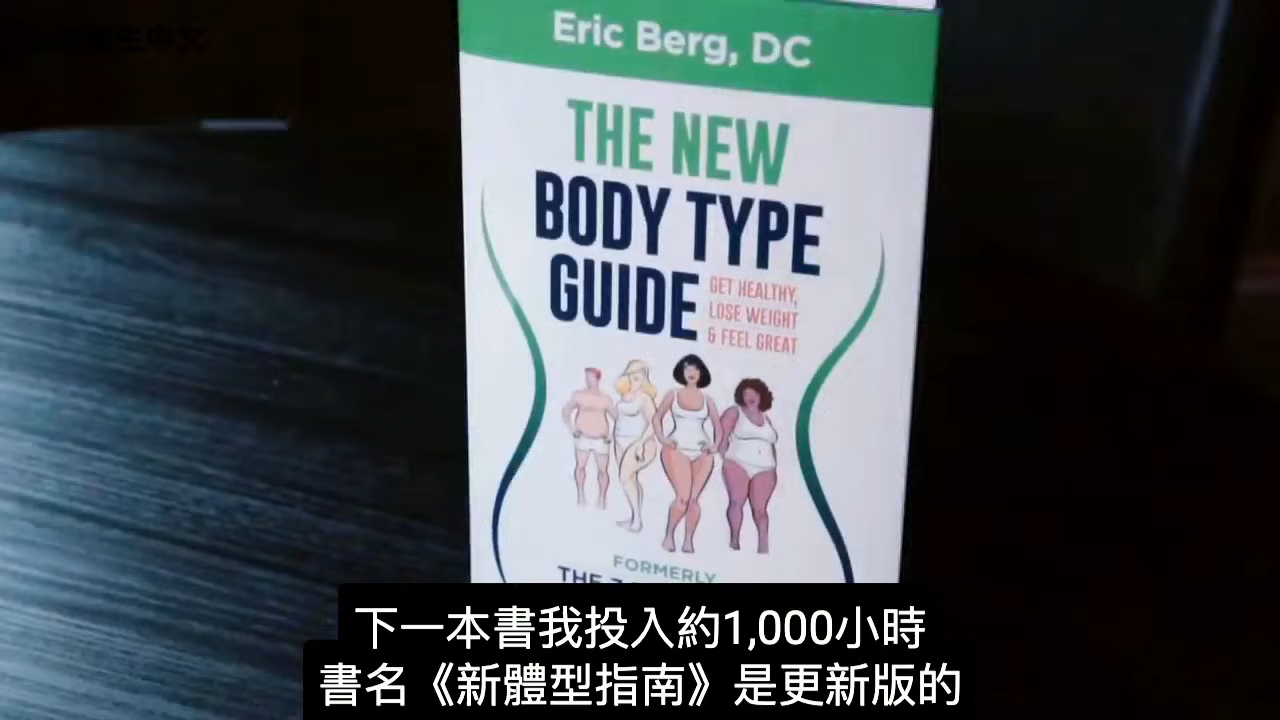 Eric Berg, DC
THE NEW
BODY TYPE
GUIDE
GET HEALTHY,
LOSE WEIGHT
& FEEL GREAT
FORMERLY
THE
下一本書我投入約1,000小時
書名《新體型指南》是更新版的